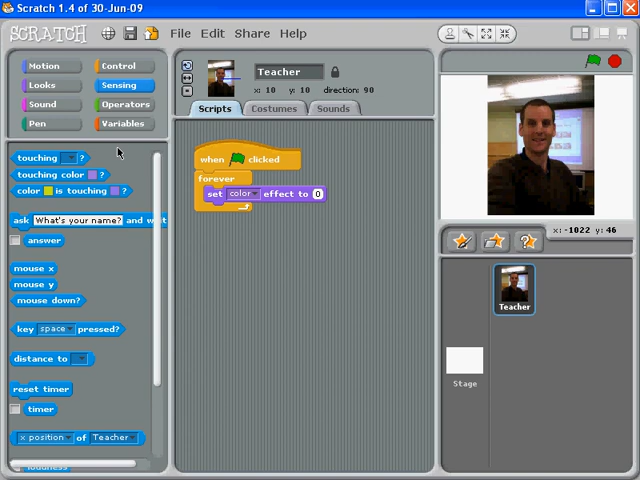 Scratch 1.4 of 30-Jun-09
SCRATCH File Edit Share Help
Motion Control
Looks Sensing
Sound Operators
Pen Variables
Teacher
x: 10 y: 10 direction: 90
Scripts Costumes Sounds
touching ?
touching color ?
color is touching ?
ask What's your name? and wait
answer
mouse x
mouse y
mouse down?
key space pressed?
distance to
reset timer
timer
x position of Teacher
loudness
when clicked
forever
set color effect to 0
x: -1022 y: 46
Teacher
Stage